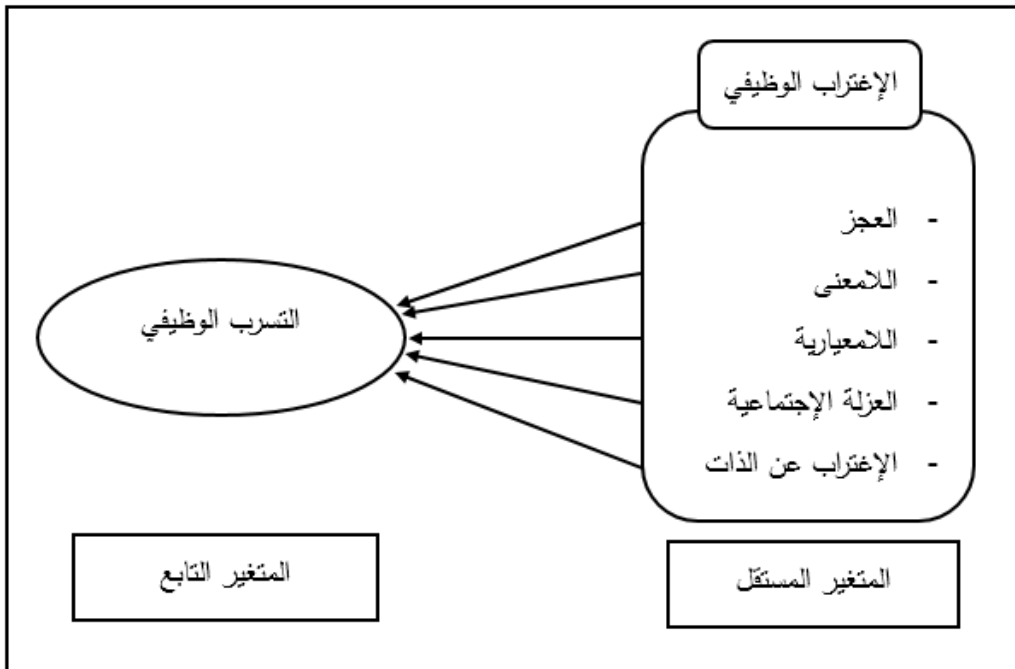 الإغتراب الوظيفي
- العجز
- اللامعنى
- اللامعيارية
- العزلة الإجتماعية
- الإغتراب عن الذات
التسرب الوظيفي
المتغير المستقل
المتغير التابع